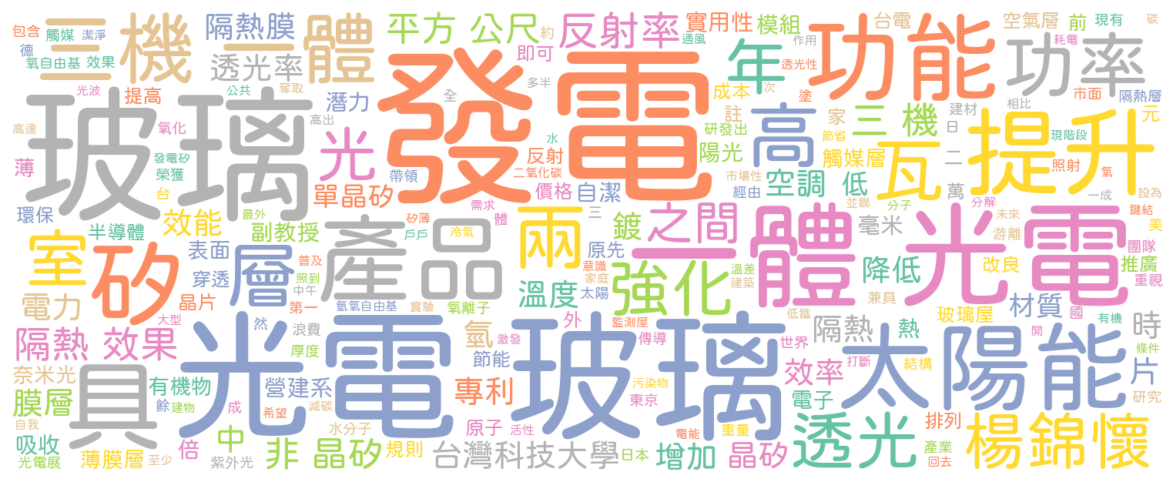 包含 觸媒 潔淨 三機一體 隔熱膜 平方 公尺 約 反射率 實用性 模組 台電 空氣層 前 現有 碳
德 氧自由基 效果 透光率 奪取 即可 通風 年 作用 功能 功率 耗電
光波 提高 公共 潛力 全 多半 發電 成本 次 透光性 塗 市面 隔熱層
高達 氧化 高出 玻璃 光 水 研發出 註 高 家 三 機 節省 建材 相比 元
薄 發電矽 榮獲 台 單晶矽 帶領 反射 二氧化碳 陽光 觸媒層 瓦 日 二 提升 現階段 照射 氧
環保 效能 最外 矽薄 需求 體 價格 自潔 市場性 經由 空調 低 萬 分解 一成 設為
半導體 副教授 戶戶 冷氣 產品 兩 三 鍍 之間 並聯 分子 毫米 一體 光電 未來 游離 鍵結 美
室 表面 矽 層 普及 照到 中午 原先 意識 家庭 強化 溫差 建築 降低 改良 團隊 推廣 重視
電力 穿透 晶片 第一 氫氧自由基 實驗 氧離子 溫度 太陽 兼具 材質 國 有機
大型 然 浪費 氫 激發 外 監測屋 傳導 低鐵 隔熱 熱 玻璃屋 聞 時 條件
隔熱 效果 厚度 光電玻璃 世界 太陽能
奈米光 具 有機物 營建系 節能 專利 污染物 東京 效率 打斷 結構 電子 片 研究
膜層 餘 建物 成 希望 減碳 活性 電能 重量 排列 楊錦懷
自我 吸收 倍 中 水分子 非 晶矽 原子 規則 日本 增加 晶矽 透光 產業
光電展 薄膜層 至少 紫外光 台灣科技大學 回去